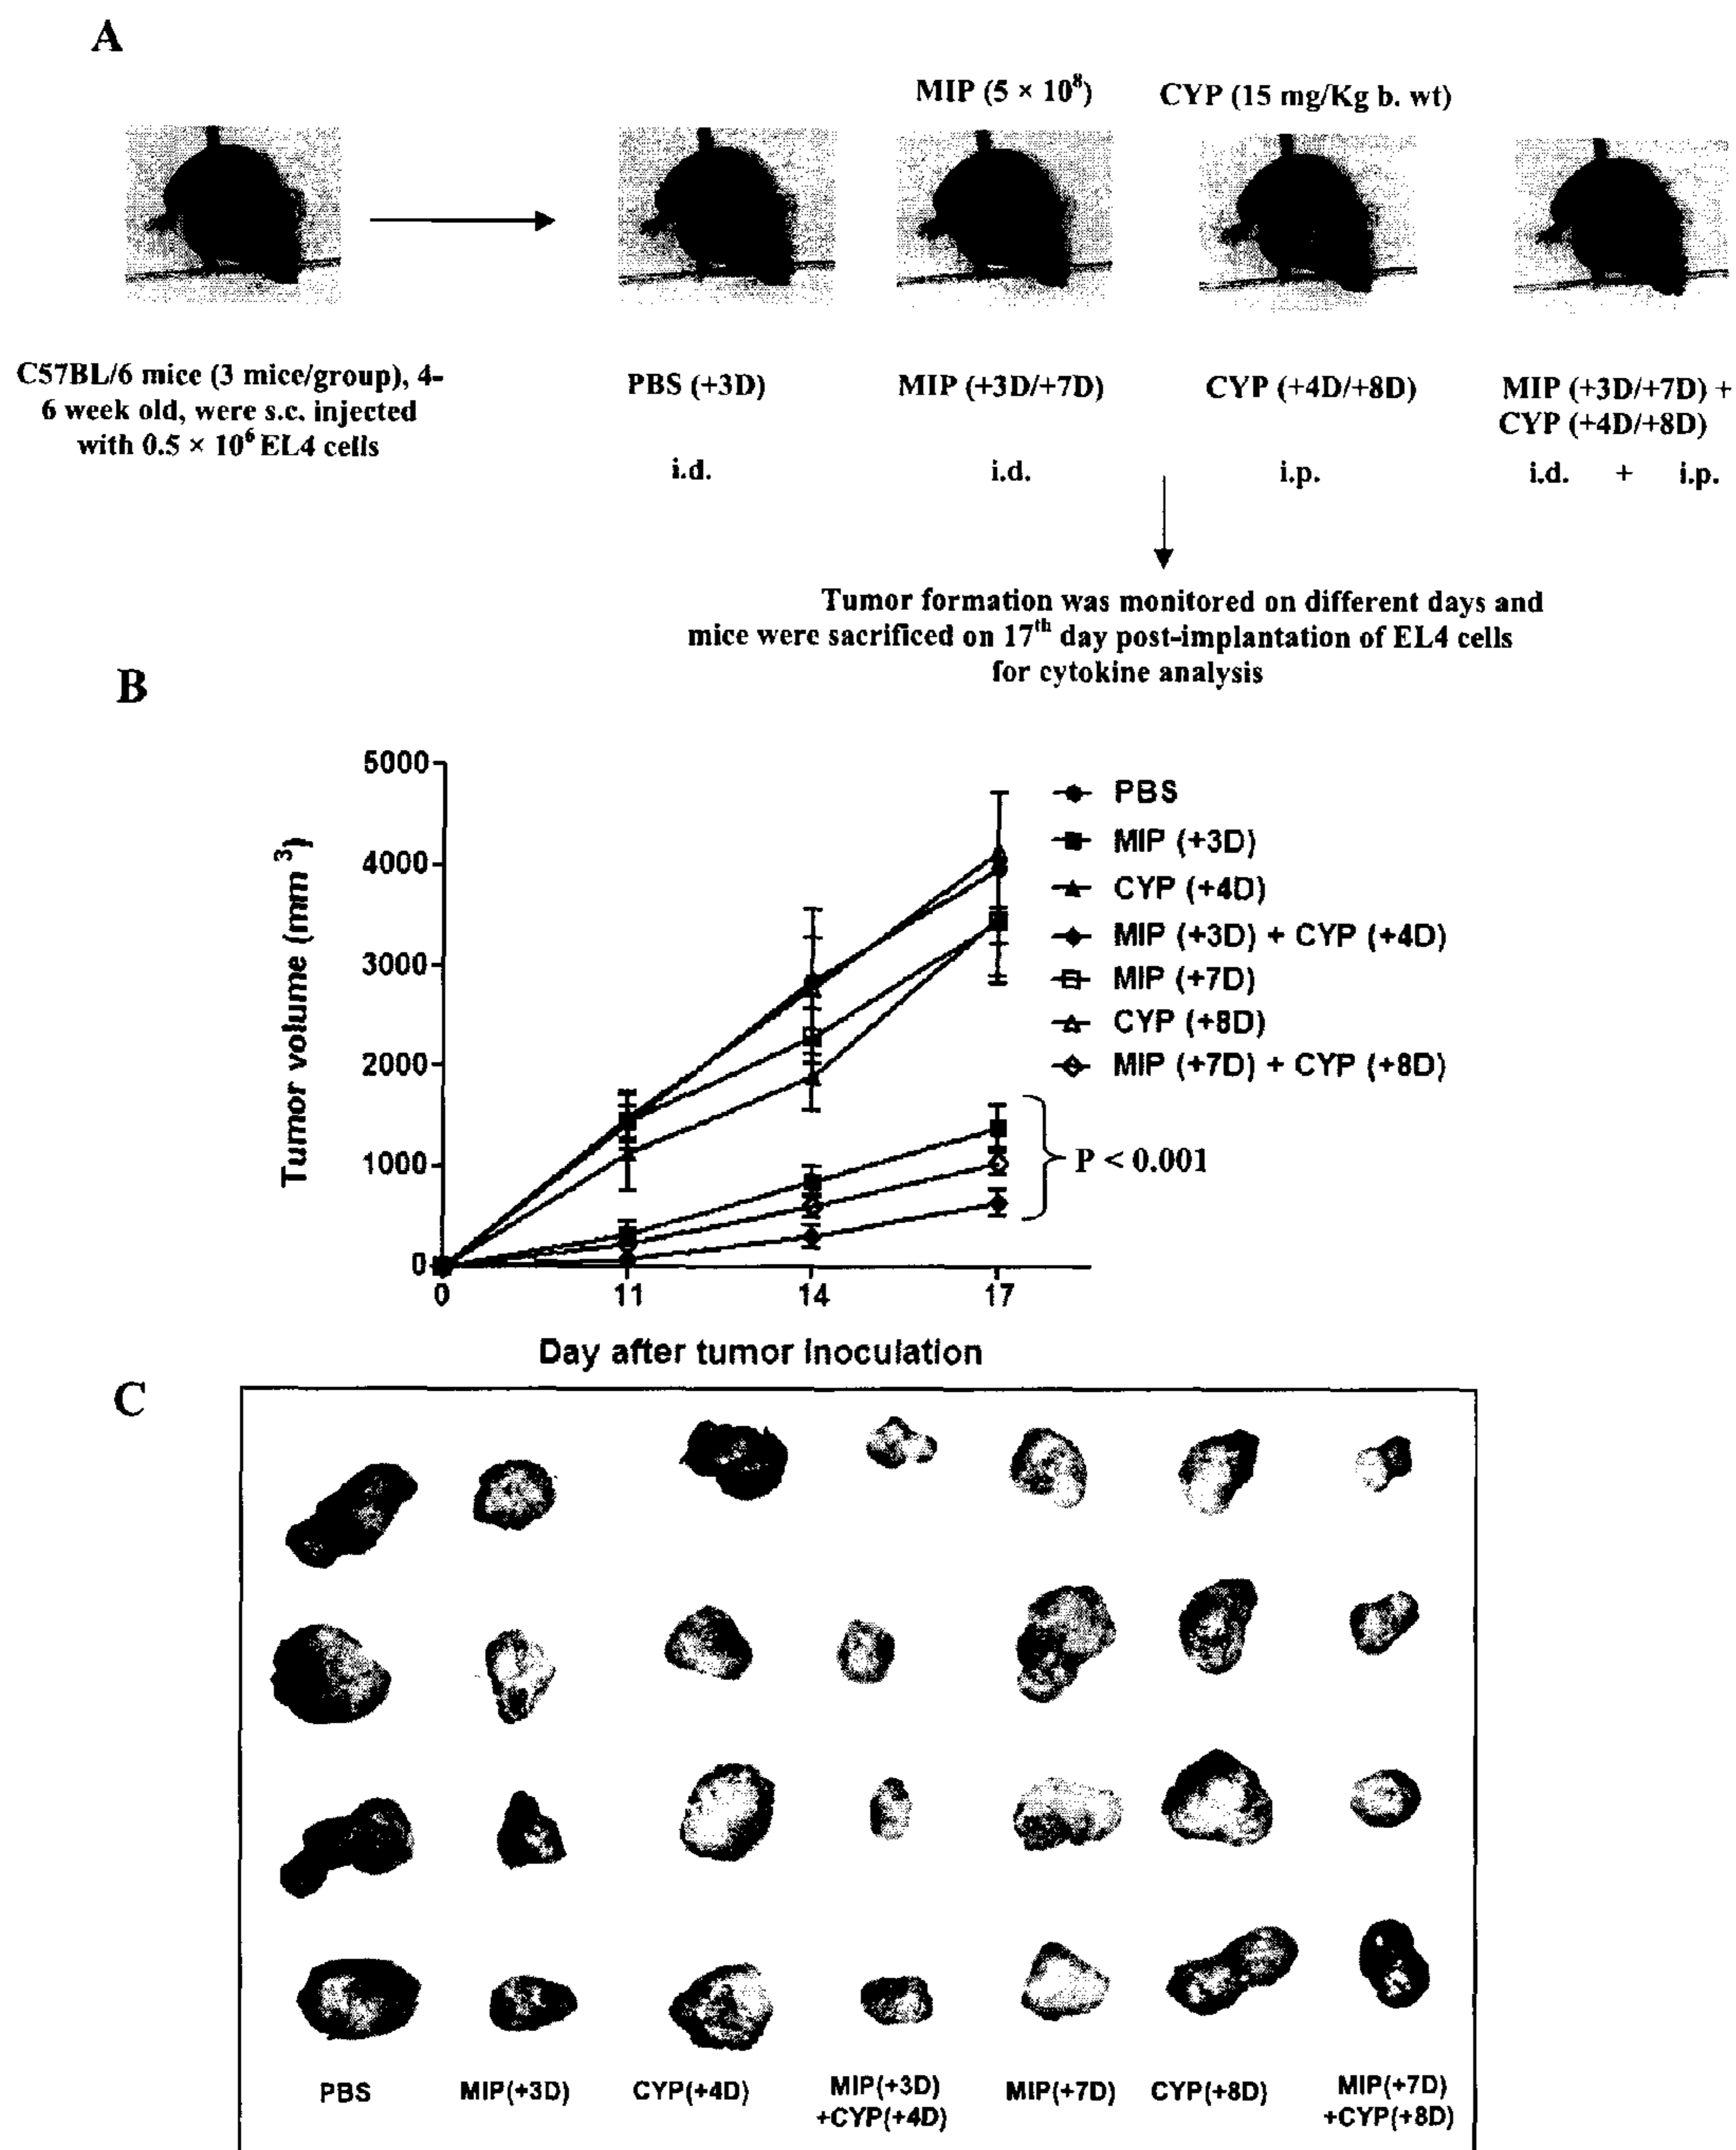 A
MIP (5 × 10⁸)
CYP (15 mg/Kg b. wt)
C57BL/6 mice (3 mice/group), 4-
6 week old, were s.c. injected
with 0.5 × 10⁶ EL4 cells
PBS (+3D)
MIP (+3D/+7D)
CYP (+4D/+8D)
MIP (+3D/+7D) +
CYP (+4D/+8D)
i.d.
i.d.
i.p.
i.d. + i.p.
Tumor formation was monitored on different days and
mice were sacrificed on 17th day post-implantation of EL4 cells
for cytokine analysis
B
Tumor volume (mm ³)
5000
4000
3000
2000
1000
0
0 11 14 17
Day after tumor inoculation
PBS
MIP (+3D)
CYP (+4D)
MIP (+3D) + CYP (+4D)
MIP (+7D)
CYP (+8D)
MIP (+7D) + CYP (+8D)
P < 0.001
C
PBS
MIP(+3D)
CYP(+4D)
MIP(+3D)
+CYP(+4D)
MIP(+7D)
CYP(+8D)
MIP(+7D)
+CYP(+8D)